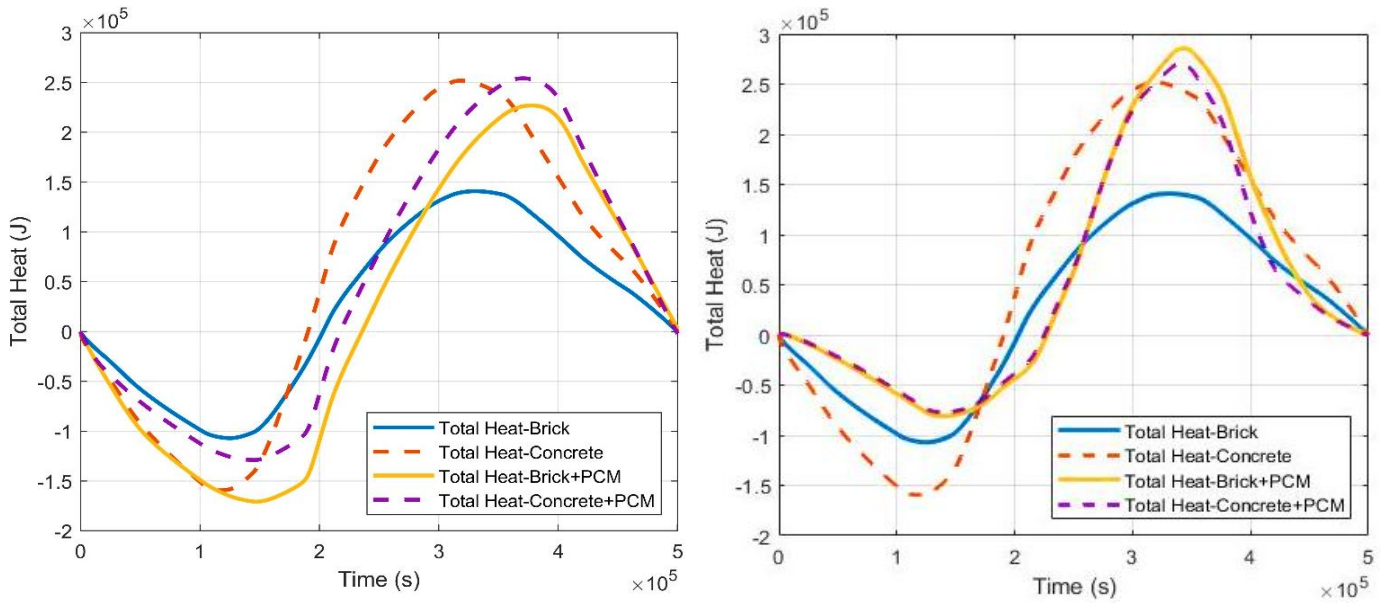 ×10^5
3
2.5
2
1.5
1
0.5
0
-0.5
-1
-1.5
-2
Total Heat (J)
Total Heat-Brick
Total Heat-Concrete
Total Heat-Brick+PCM
Total Heat-Concrete+PCM
0 1 2 3 4 5
Time (s)
×10^5
×10^5
3
2.5
2
1.5
1
0.5
0
-0.5
-1
-1.5
-2
Total Heat (J)
Total Heat-Brick
Total Heat-Concrete
Total Heat-Brick+PCM
Total Heat-Concrete+PCM
0 1 2 3 4 5
Time (s)
×10^5